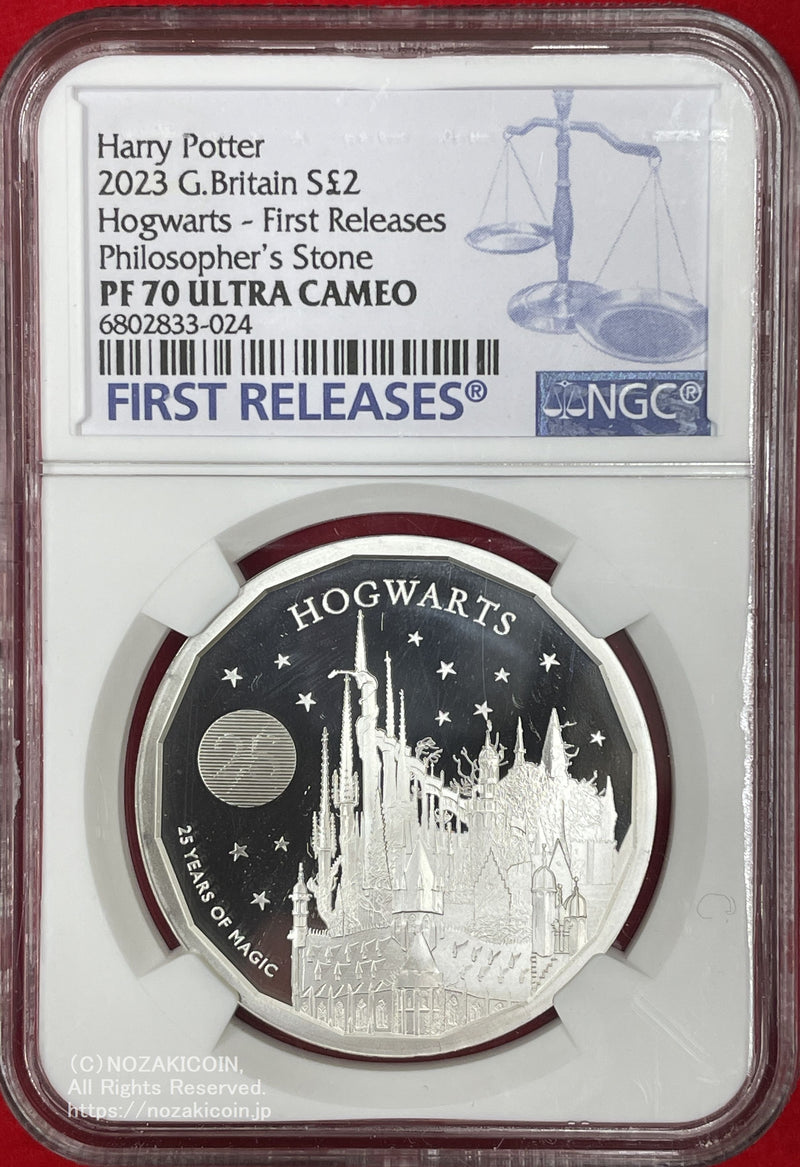 Harry Potter
2023 G.Britain S£2
Hogwarts - First Releases
Philosopher's Stone
PF 70 ULTRA CAMEO
6802833-024
FIRST RELEASES®
NGC®
HOGWARTS
25
25 YEARS OF MAGIC
(C)NOZAKICOIN,
All Rights Reserved.
https://nozakicoin.jp